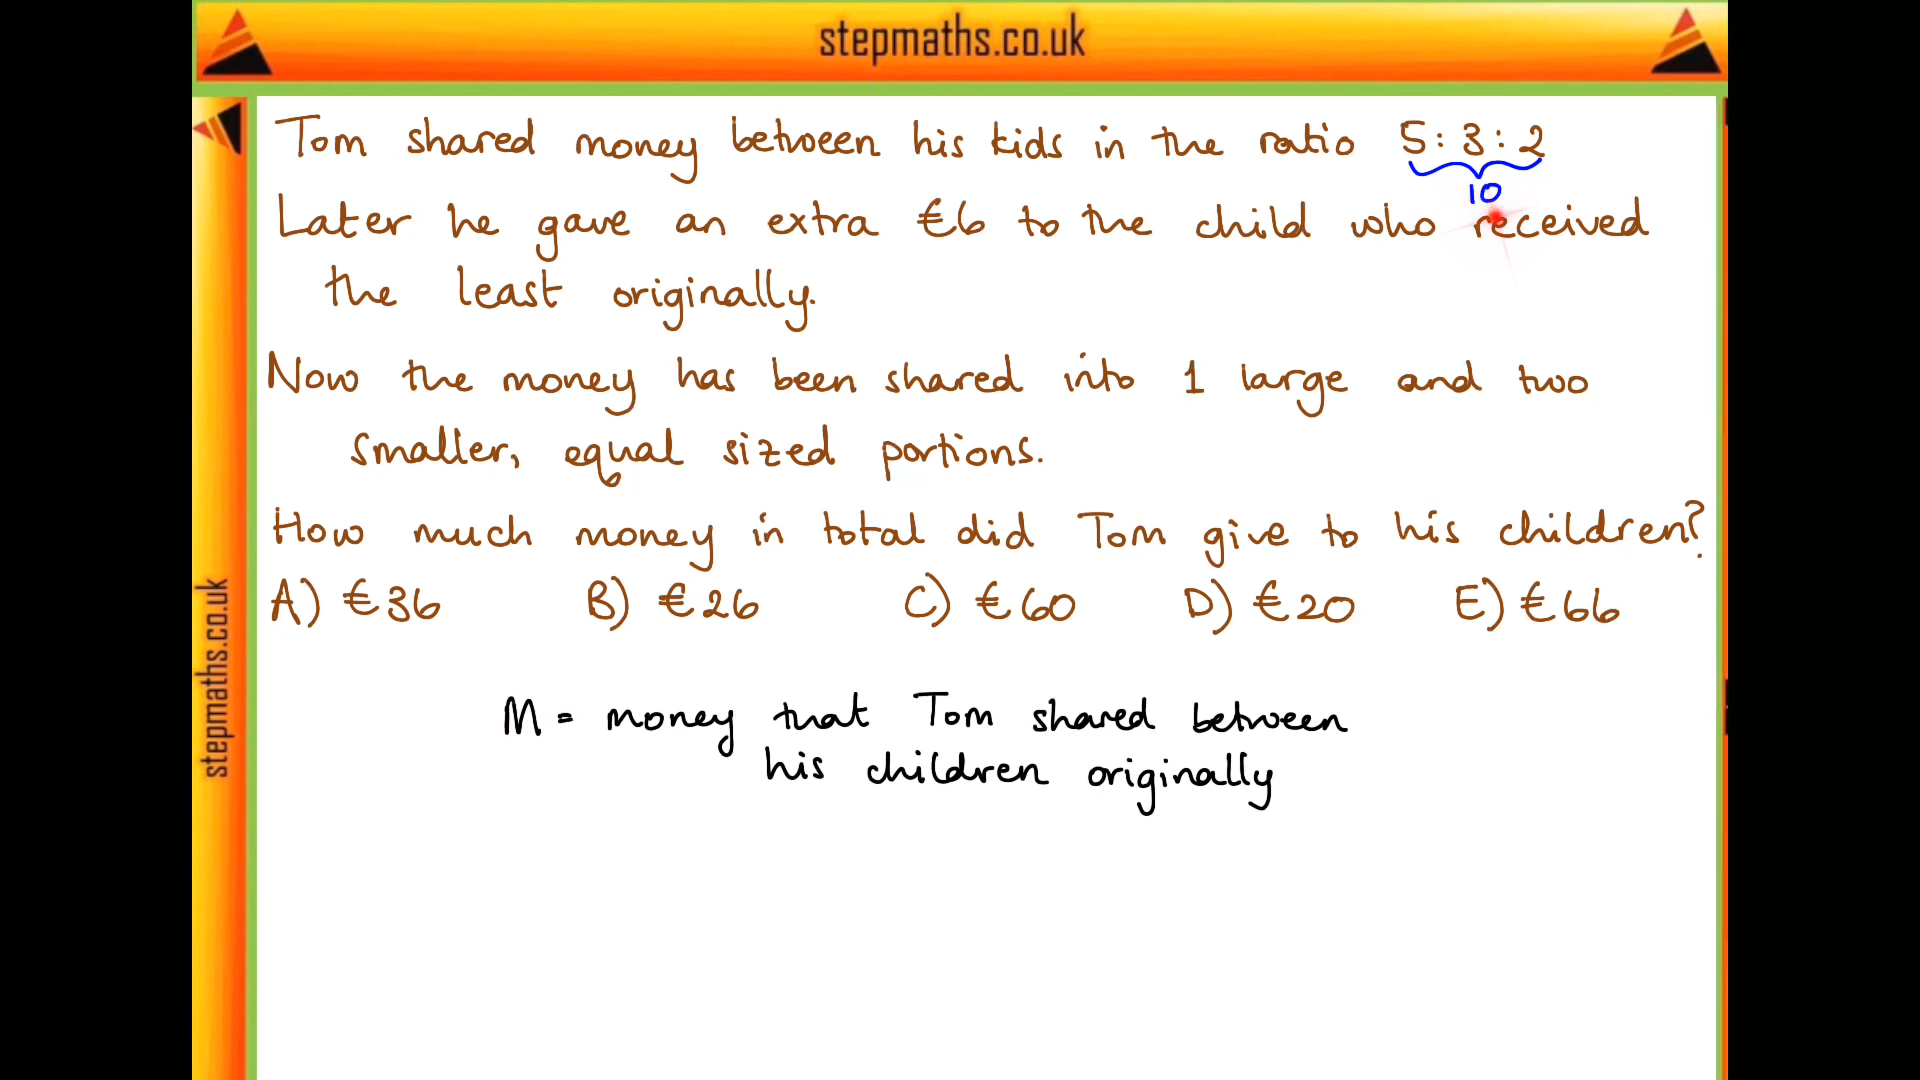 stepmaths.co.uk
Tom shared money between his kids in the ratio 5:3:2
10
Later he gave an extra €6 to the child who received
the least originally.
Now the money has been shared into 1 large and two
smaller, equal sized portions.
How much money in total did Tom give to his children?
A) €36 B) €26 C) €60 D) €20 E) €66
stepmaths.co.uk
M = money that Tom shared between
his children originally